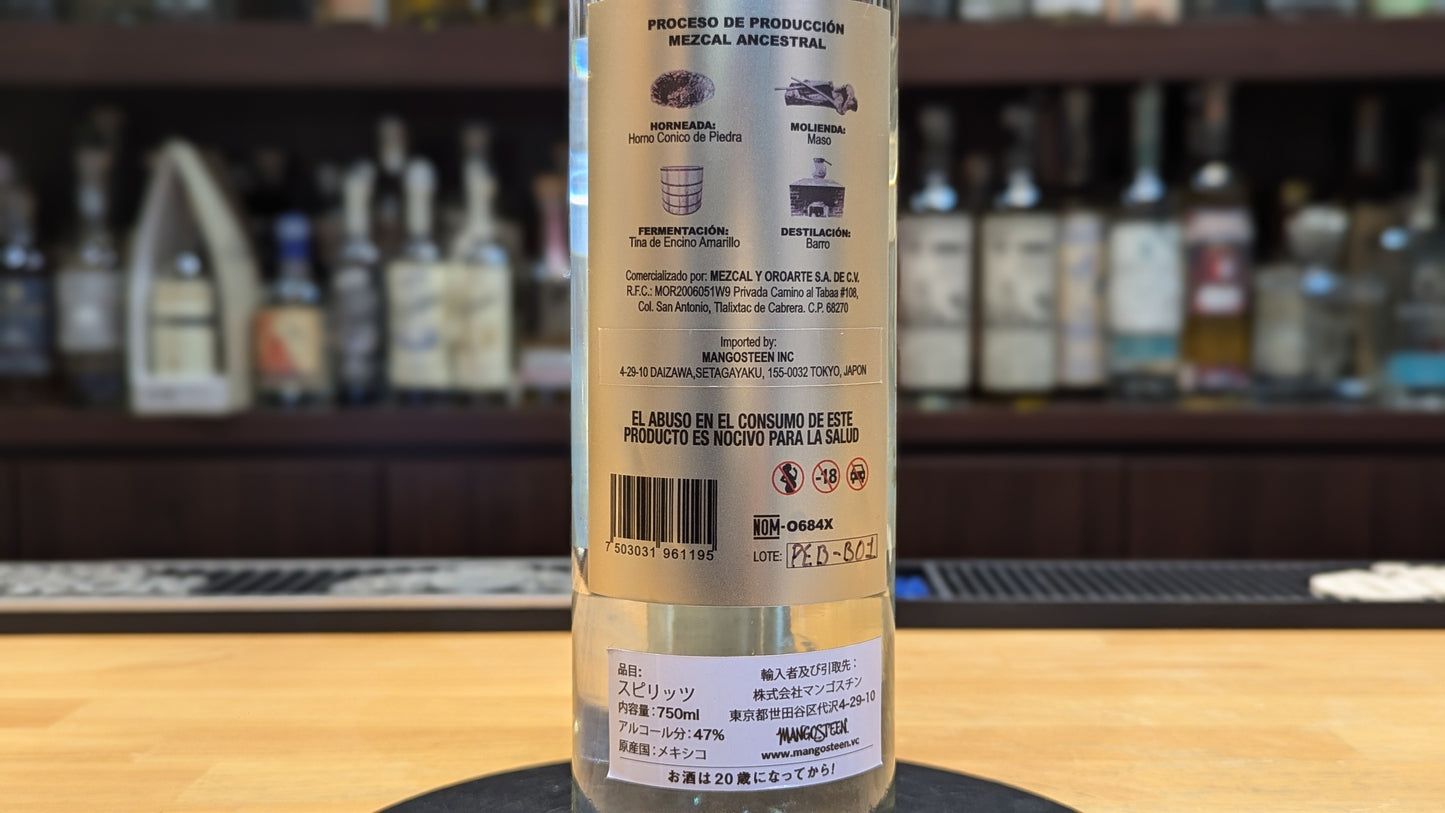 PROCESO DE PRODUCCIÓN
MEZCAL ANCESTRAL
HORNEADA:
Horno Conico de Piedra
MOLIENDA:
Maso
FERMENTACIÓN:
Tina de Encino Amarillo
DESTILACIÓN:
Barro
Comercializado por: MEZCAL Y OROARTE S.A. DE C.V.
R.F.C.: MOR2006051W9 Privada Camino al Tabaa #108,
Col. San Antonio, Tlalixtac de Cabrera. C.P. 68270
Imported by:
MANGOSTEEN INC
4-29-10 DAIZAWA,SETAGAYAKU, 155-0032 TOKYO, JAPON
EL ABUSO EN EL CONSUMO DE ESTE
PRODUCTO ES NOCIVO PARA LA SALUD
-18
7 503031 961195
NOM-O684X
LOTE: PEB-B01
品目:
スピリッツ
内容量:750ml
アルコール分:47%
原産国:メキシコ
輸入者及び引取先:
株式会社マンゴスチン
東京都世田谷区代沢4-29-10
MANGOSTEEN.
www.mangosteen.vc
お酒は20歳になってから!